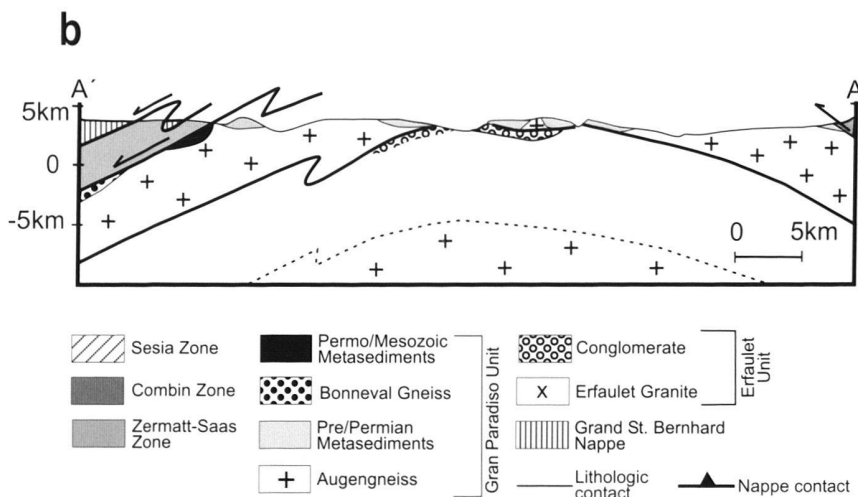 b
A´
A
5km
0
-5km
0 5km
Sesia Zone
Combin Zone
Zermatt-Saas
Zone
Permo/Mesozoic
Metasediments
Bonneval Gneiss
Pre/Permian
Metasediments
Augengneiss
Gran Paradiso Unit
Conglomerate
Erfaulet Granite
Erfaulet
Unit
Grand St. Bernhard
Nappe
Lithologic
contact
Nappe contact